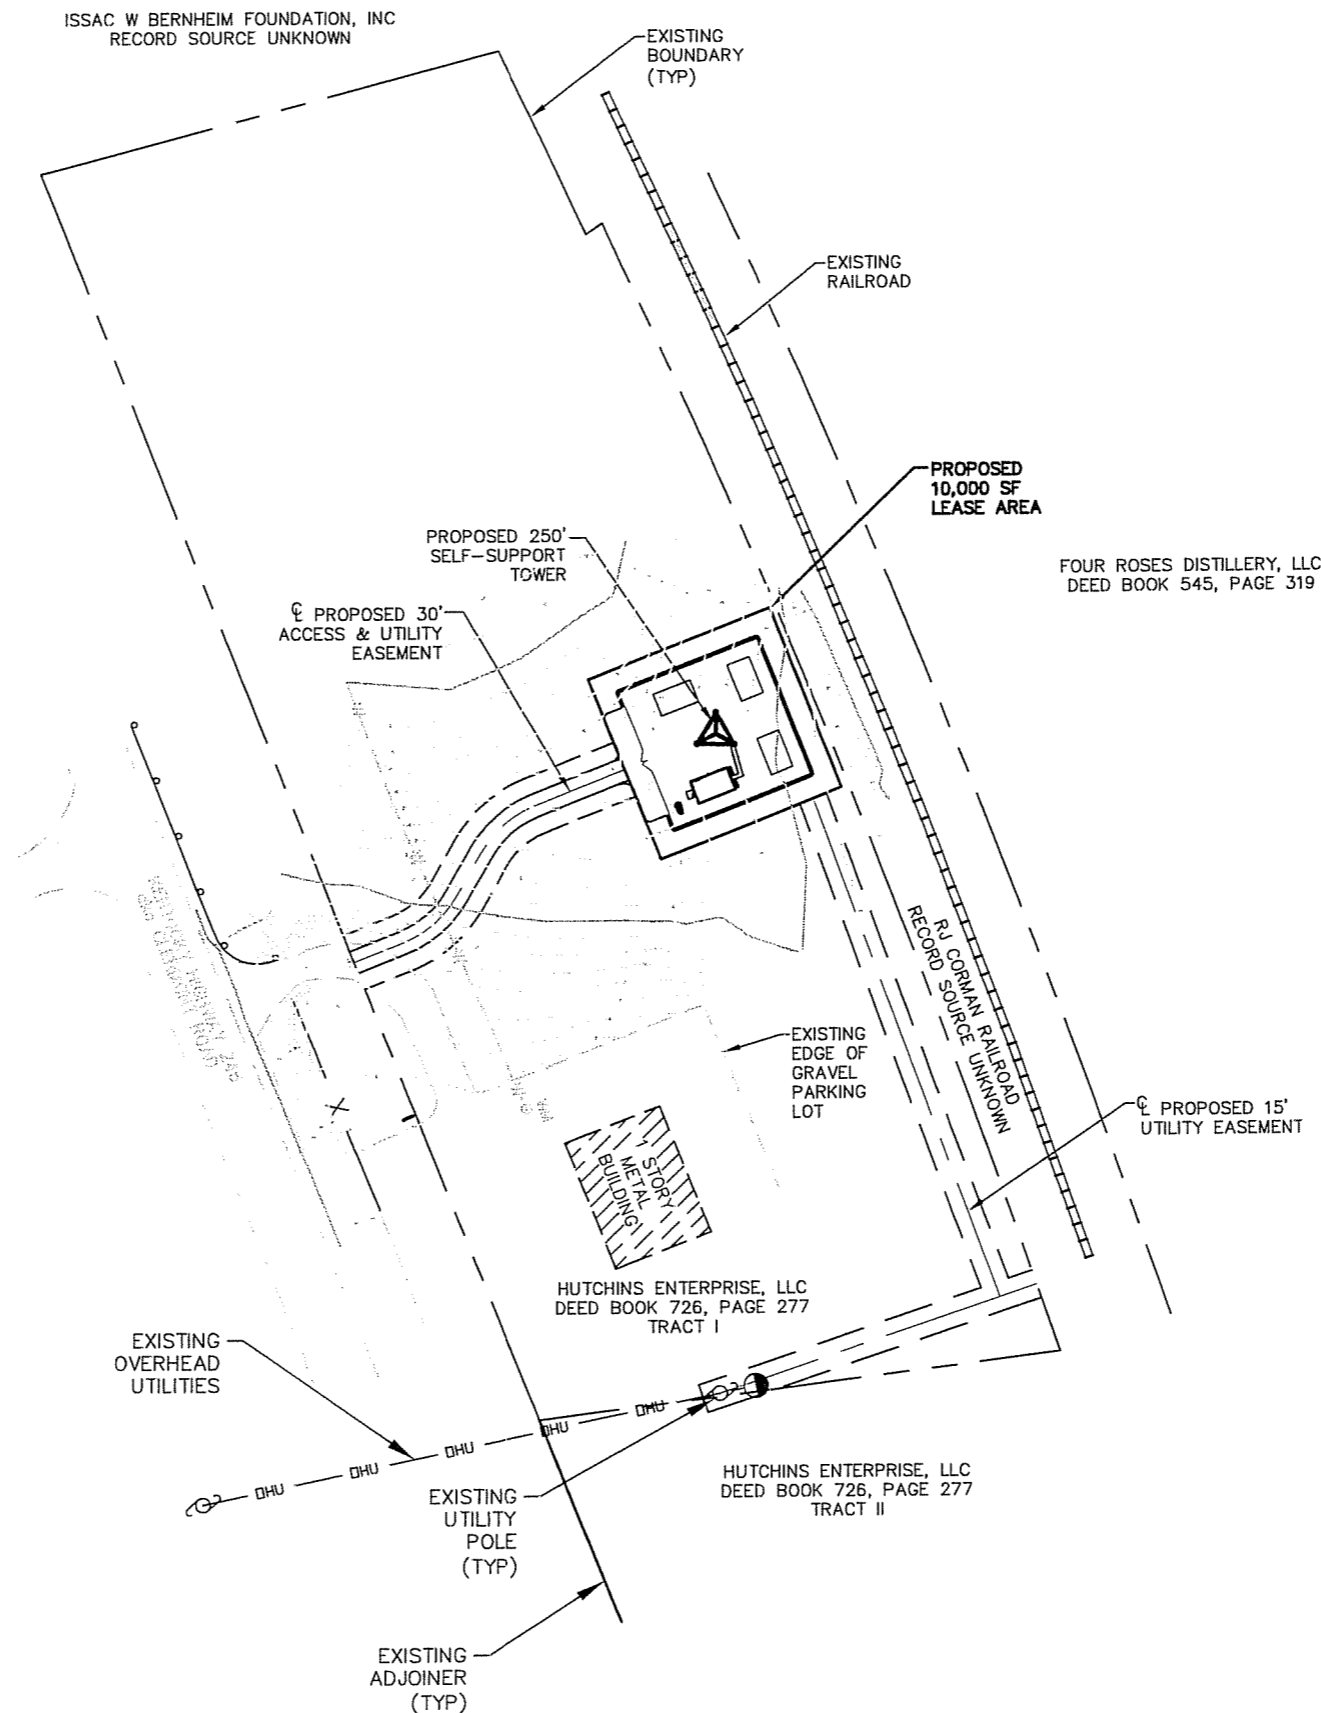 ISSAC W BERNHEIM FOUNDATION, INC
RECORD SOURCE UNKNOWN
EXISTING
BOUNDARY
(TYP)
EXISTING
RAILROAD
PROPOSED
10,000 SF
LEASE AREA
PROPOSED 250'
SELF-SUPPORT
TOWER
FOUR ROSES DISTILLERY, LLC
DEED BOOK 545, PAGE 319
℄ PROPOSED 30'
ACCESS & UTILITY
EASEMENT
RJ CORMAN RAILROAD
RECORD SOURCE UNKNOWN
EXISTING
EDGE OF
GRAVEL
PARKING
LOT
℄ PROPOSED 15'
UTILITY EASEMENT
1 STORY
METAL
BUILDING
HUTCHINS ENTERPRISE, LLC
DEED BOOK 726, PAGE 277
TRACT I
EXISTING
OVERHEAD
UTILITIES
OHU OHU OHU OHU OHU
HUTCHINS ENTERPRISE, LLC
DEED BOOK 726, PAGE 277
TRACT II
EXISTING
UTILITY
POLE
(TYP)
EXISTING
ADJOINER
(TYP)